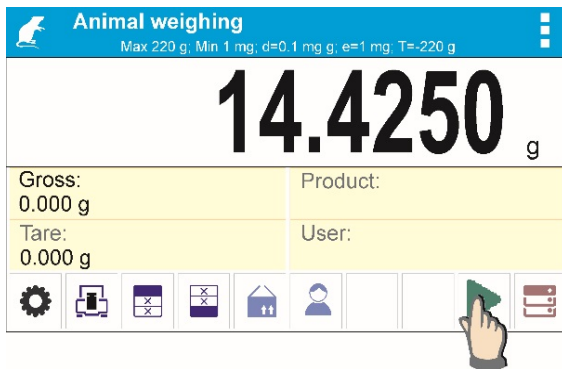 Animal weighing
Max 220 g; Min 1 mg; d=0.1 mg g; e=1 mg; T=-220 g
14.4250 g
Gross:
0.000 g
Product:
Tare:
0.000 g
User: